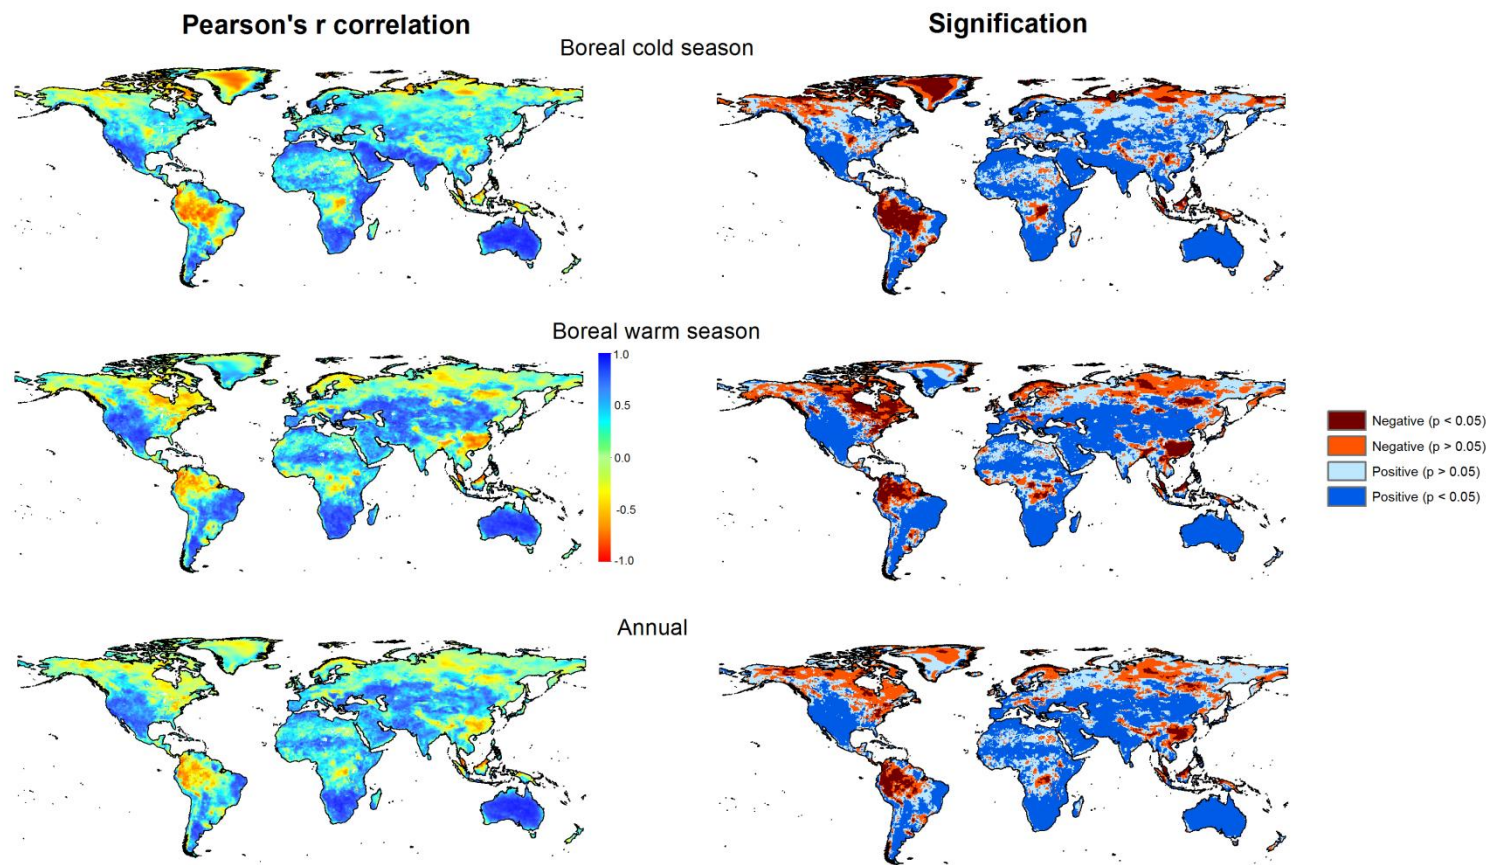 Pearson's r correlation
Signification
Boreal cold season
Boreal warm season
1.0
0.5
0.0
-0.5
-1.0
Negative (p < 0.05)
Negative (p > 0.05)
Positive (p > 0.05)
Positive (p < 0.05)
Annual